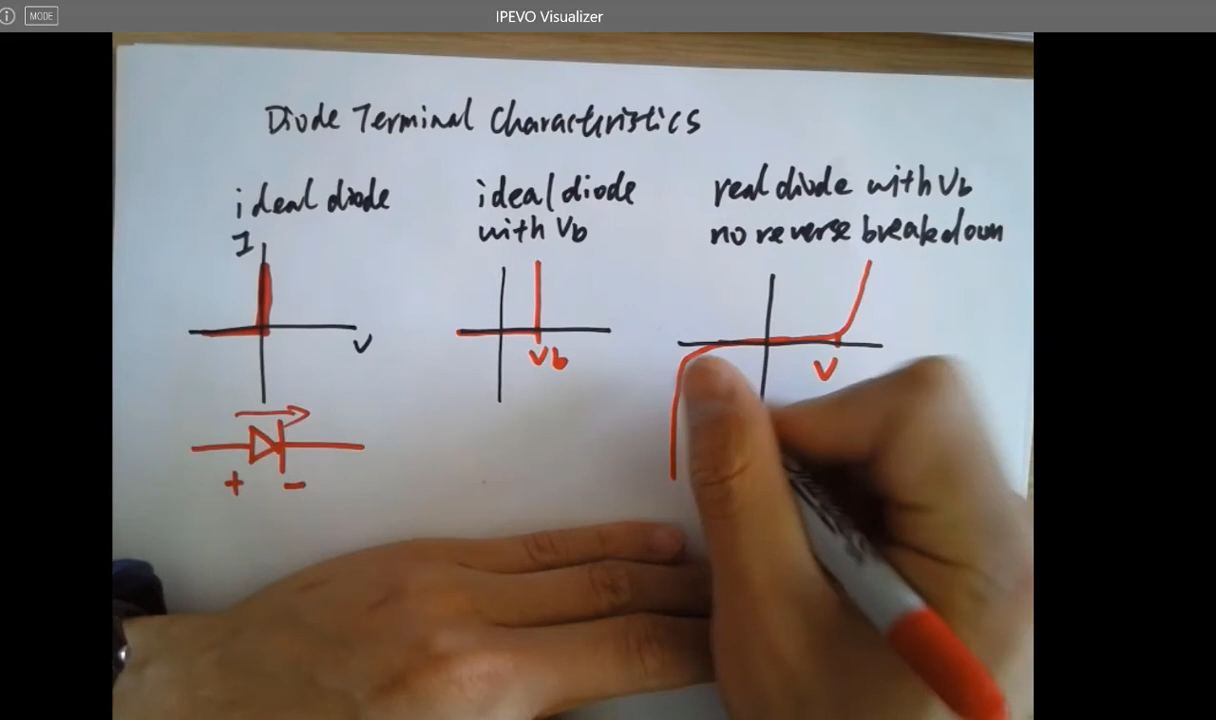 MODE
IPEVO Visualizer
Diode Terminal Characteristics
ideal diode
ideal diode
with Vb
real diode with Vb
no reverse breakdown
I
V
Vb
V
+ -